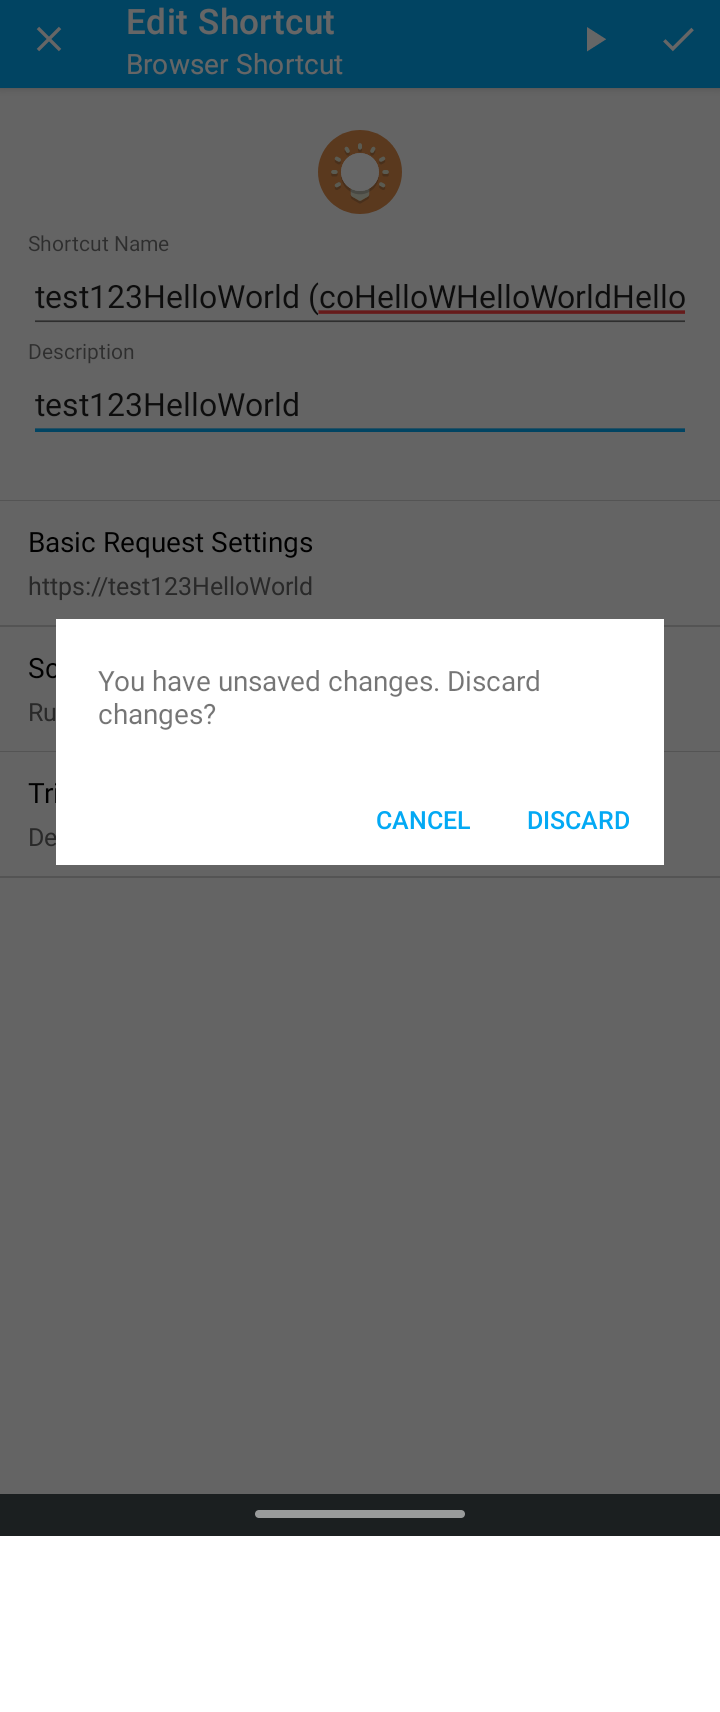 Edit Shortcut
Browser Shortcut
Shortcut Name
test123HelloWorld (coHelloWHelloWorldHello
Description
test123HelloWorld
Basic Request Settings
https://test123HelloWorld
Sc
Ru
You have unsaved changes. Discard
changes?
Tri
De
CANCEL
DISCARD